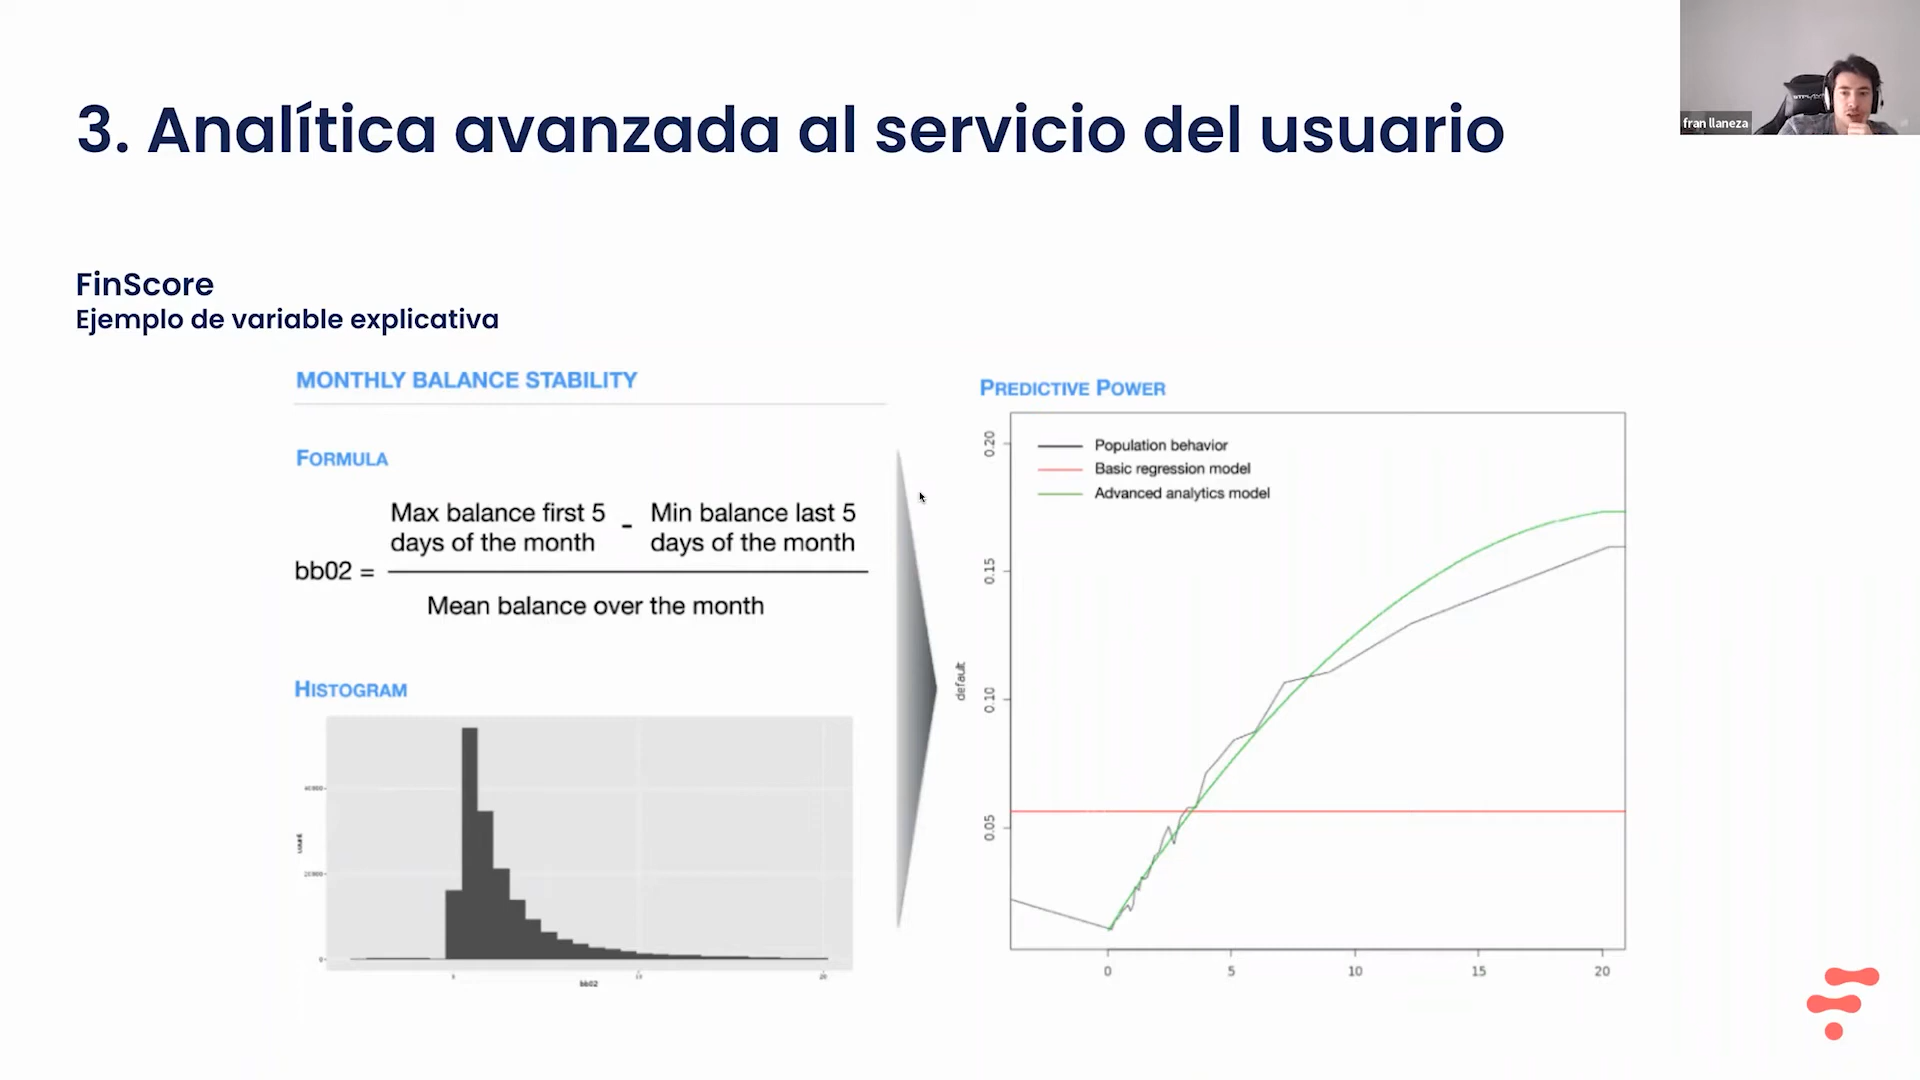 3. Analítica avanzada al servicio del usuario
fran llaneza
FinScore
Ejemplo de variable explicativa
MONTHLY BALANCE STABILITY
FORMULA
Max balance first 5 days of the month
-
Min balance last 5 days of the month
bb02 =
Mean balance over the month
HISTOGRAM
count
0
bb02
PREDICTIVE POWER
Population behavior
Basic regression model
Advanced analytics model
default
0.20
0.15
0.10
0.05
0 5 10 15 20